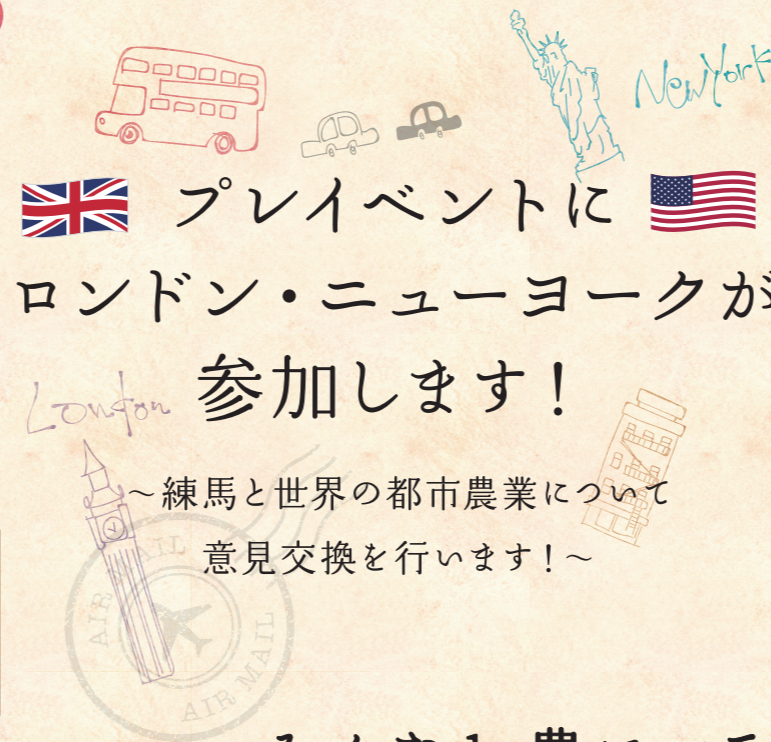 NewYork
プレイベントに
ロンドン・ニューヨークが
参加します！
London
～練馬と世界の都市農業について
意見交換を行います！～
AIR MAIL
AIR MAIL